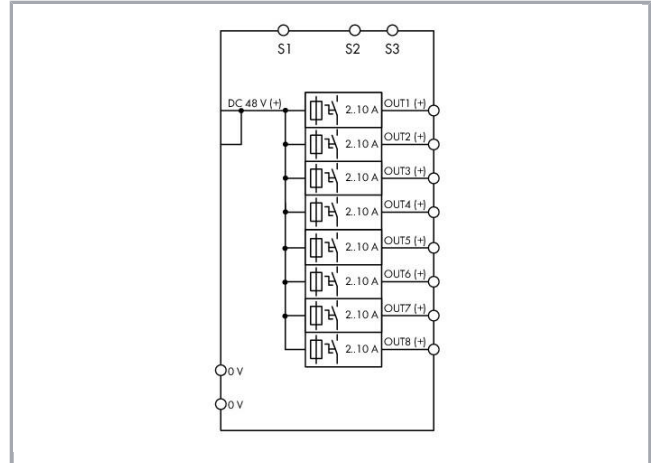 S1 S2 S3
DC 48 V (+)
2..10 A OUT1 (+)
2..10 A OUT2 (+)
2..10 A OUT3 (+)
2..10 A OUT4 (+)
2..10 A OUT5 (+)
2..10 A OUT6 (+)
2..10 A OUT7 (+)
2..10 A OUT8 (+)
0 V
0 V